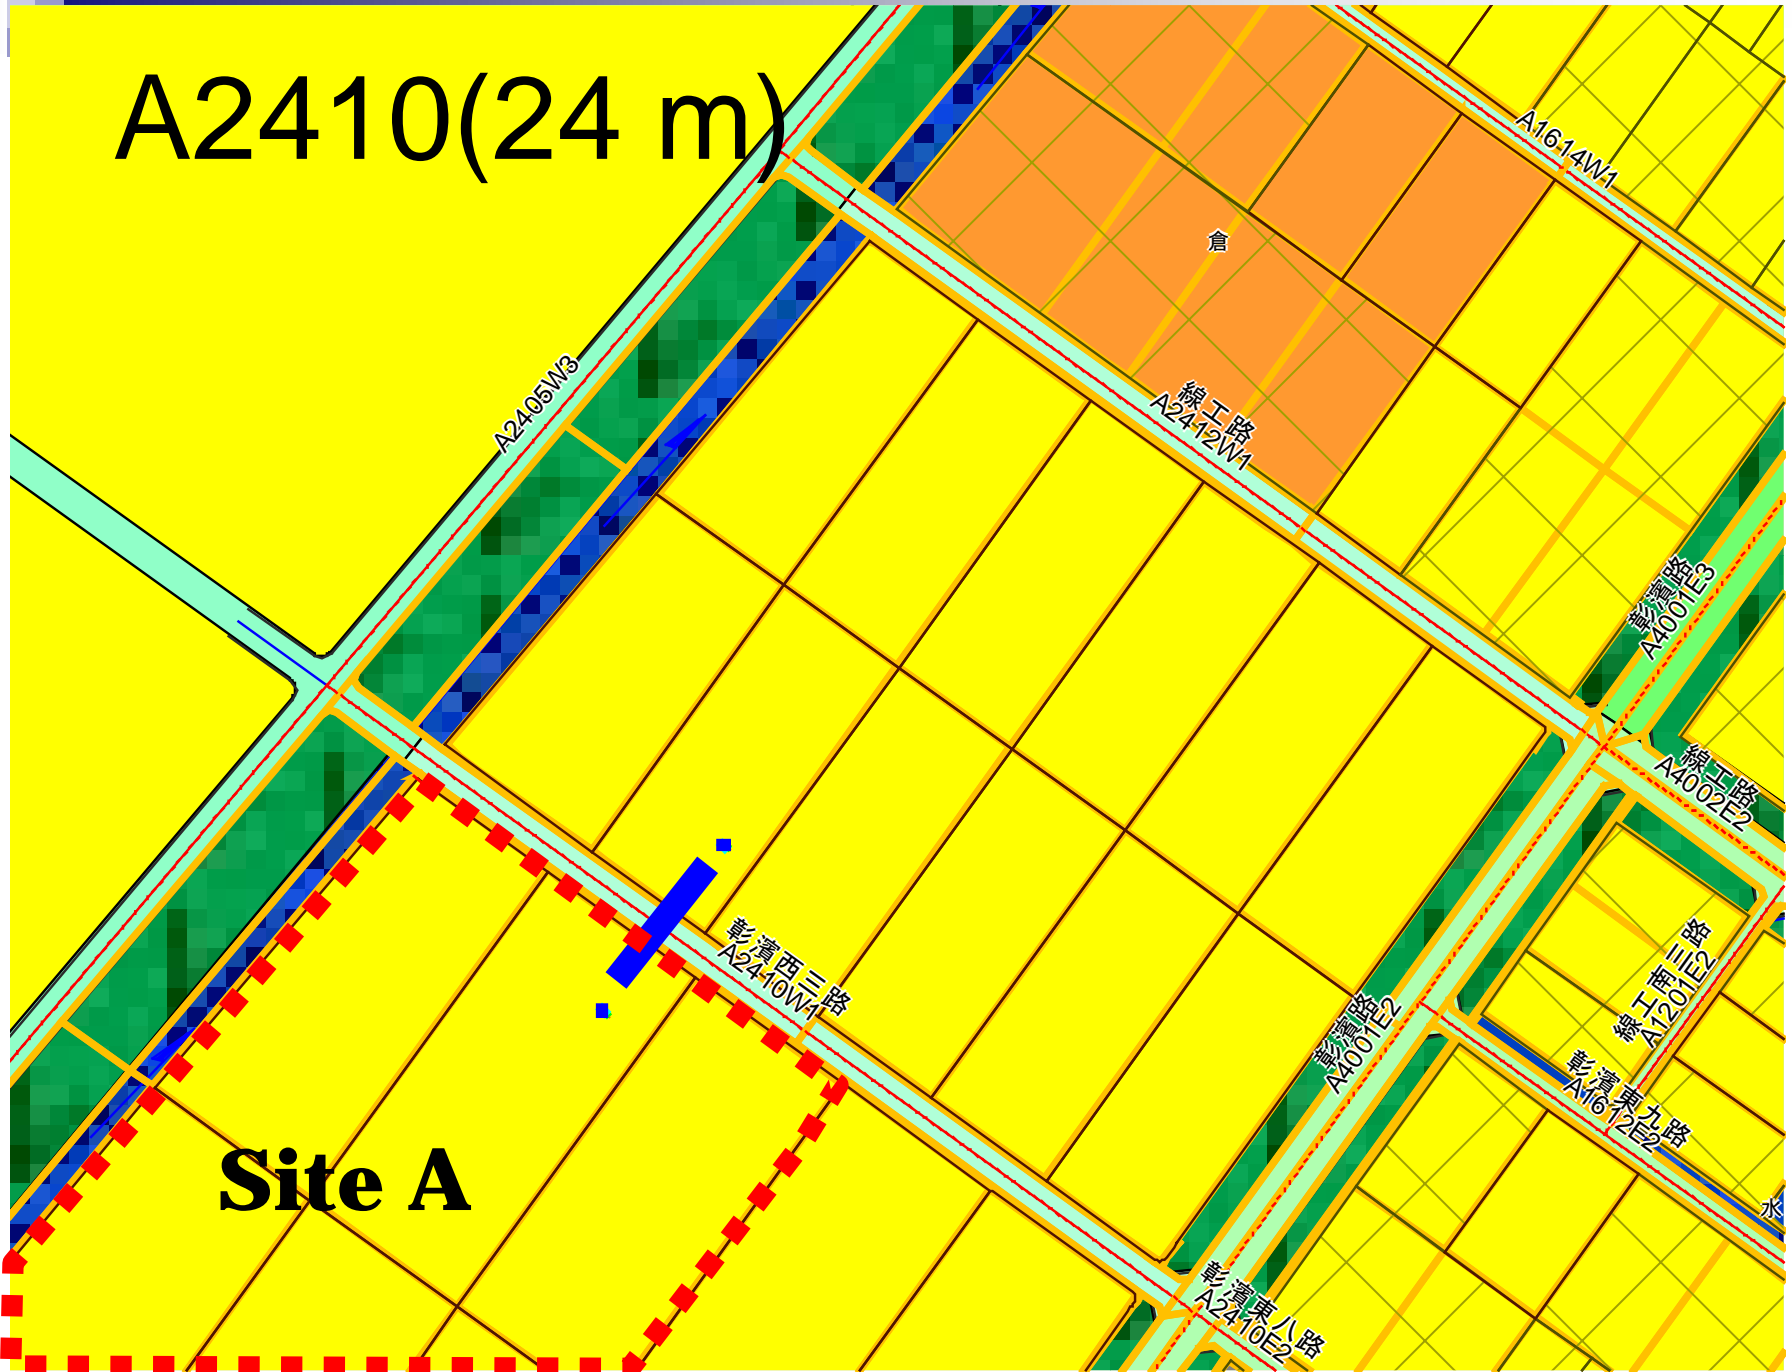 A2410(24 m)
A1614W1
倉
A2405W3
線工路
A2412W1
彰濱路
A4001E3
線工路
A4002E2
彰濱西三路
A2410W1
線工南三路
A1201E2
彰濱路
A4001E2
彰濱東九路
A1612E2
Site A
水
彰濱東八路
A2410E2